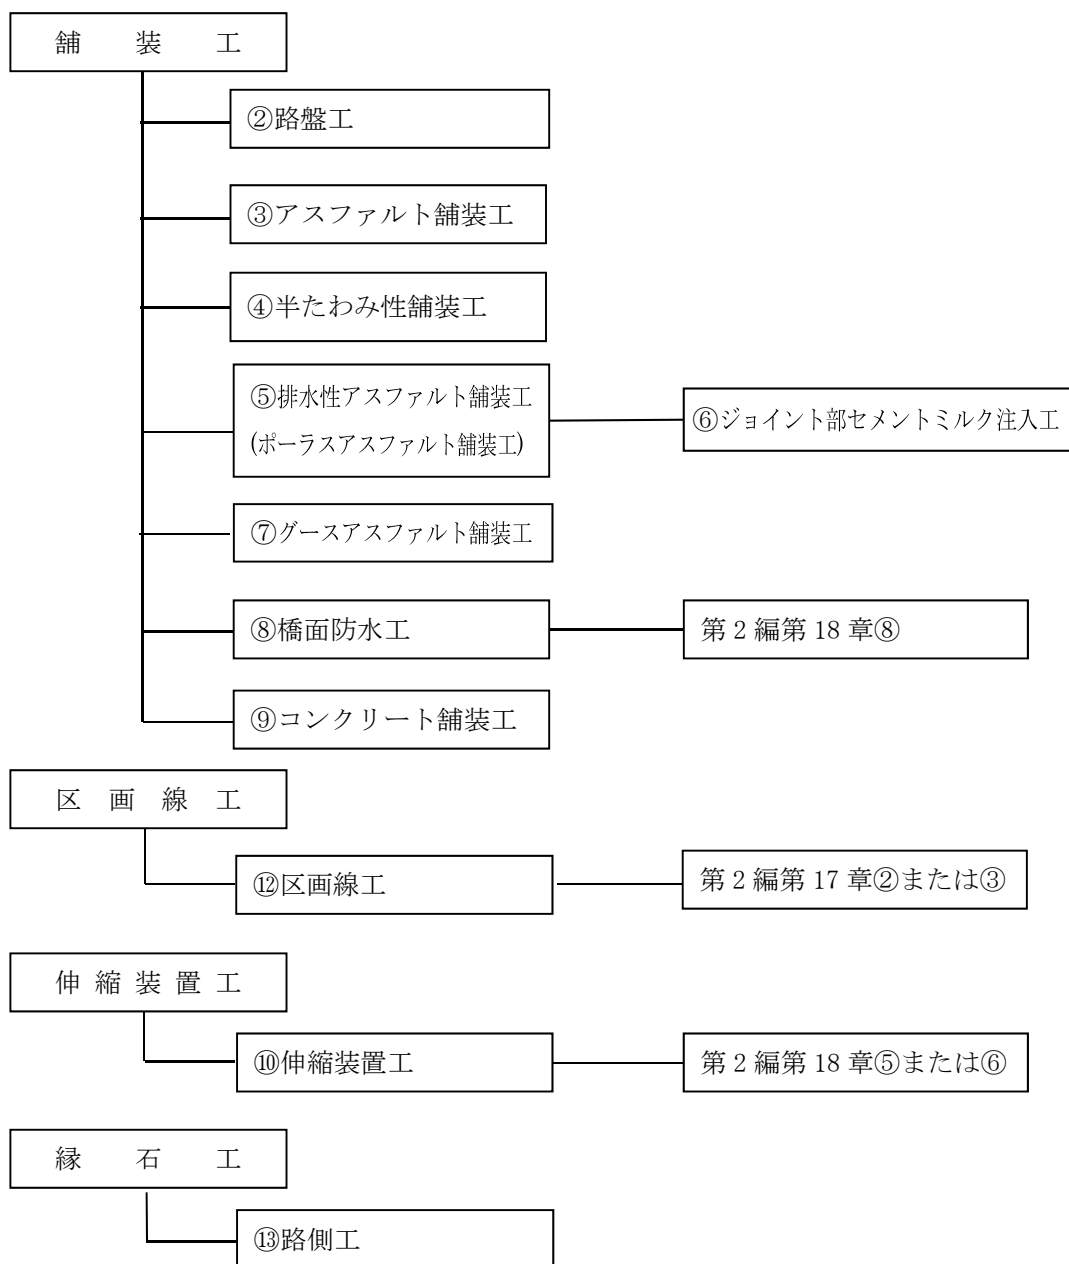 舗装工
②路盤工
③アスファルト舗装工
④半たわみ性舗装工
⑤排水性アスファルト舗装工
(ポーラスアスファルト舗装工)
⑥ジョイント部セメントミルク注入工
⑦グースアスファルト舗装工
⑧橋面防水工
第2編第18章⑧
⑨コンクリート舗装工
区画線工
⑫区画線工
第2編第17章②または③
伸縮装置工
⑩伸縮装置工
第2編第18章⑤または⑥
縁石工
⑬路側工